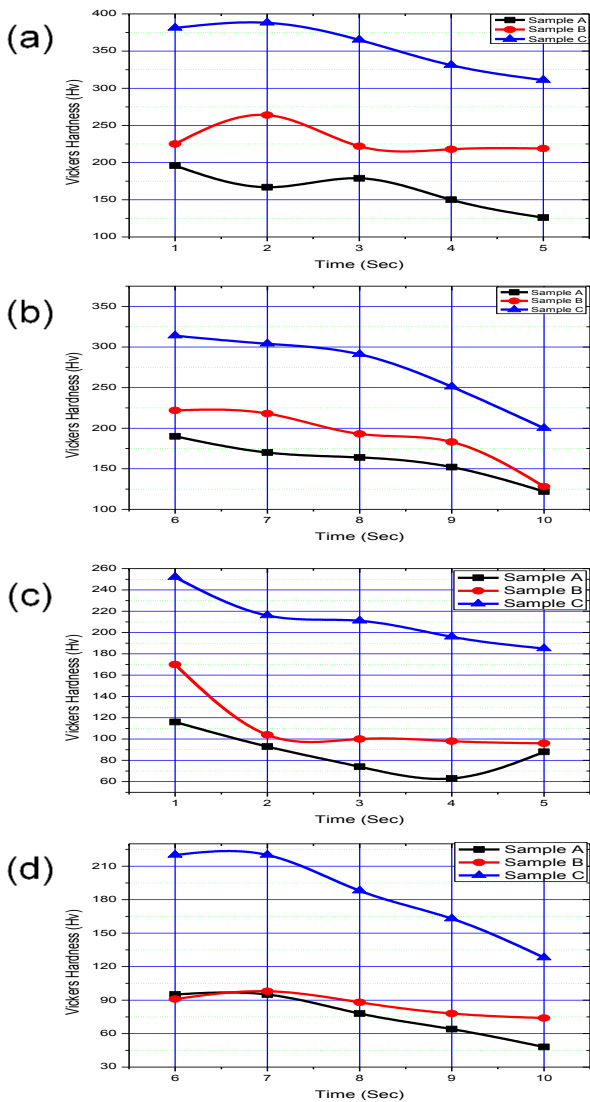 (a)
Vickers Hardness (Hv)
400
350
300
250
200
150
100
Sample A
Sample B
Sample C
1 2 3 4 5
Time (Sec)
(b)
Vickers Hardness (Hv)
350
300
250
200
150
100
Sample A
Sample B
Sample C
6 7 8 9 10
Time (Sec)
(c)
Vickers Hardness (Hv)
260
240
220
200
180
160
140
120
100
80
60
Sample A
Sample B
Sample C
1 2 3 4 5
Time (Sec)
(d)
Vickers Hardness (Hv)
210
180
150
120
90
60
30
Sample A
Sample B
Sample C
6 7 8 9 10
Time (Sec)